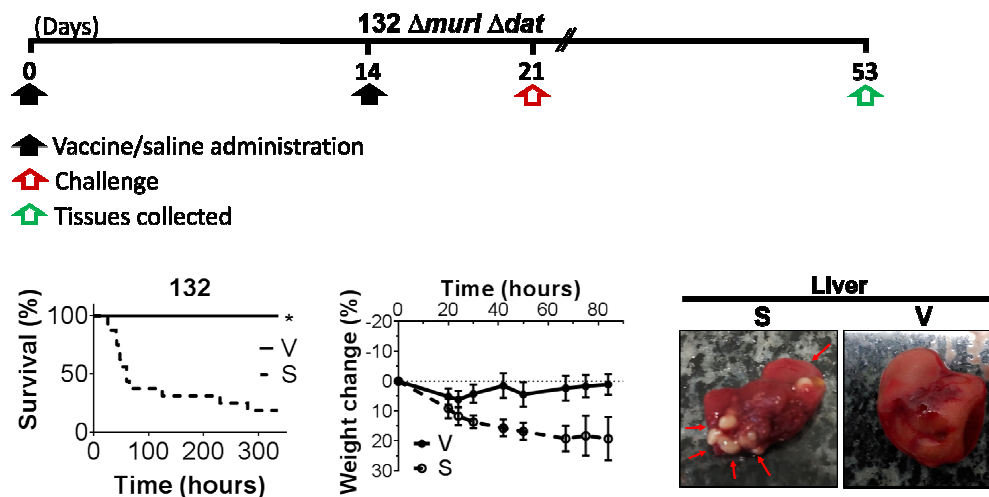 (Days) 132 ΔmurI Δdat
0 14 21 53
Vaccine/saline administration
Challenge
Tissues collected
132
Survival (%)
100
50
0
0 100 200 300
Time (hours)
*
V
S
Time (hours)
0 20 40 60 80
Weight change (%)
-20
-10
0
10
20
30
V
S
Liver
S V